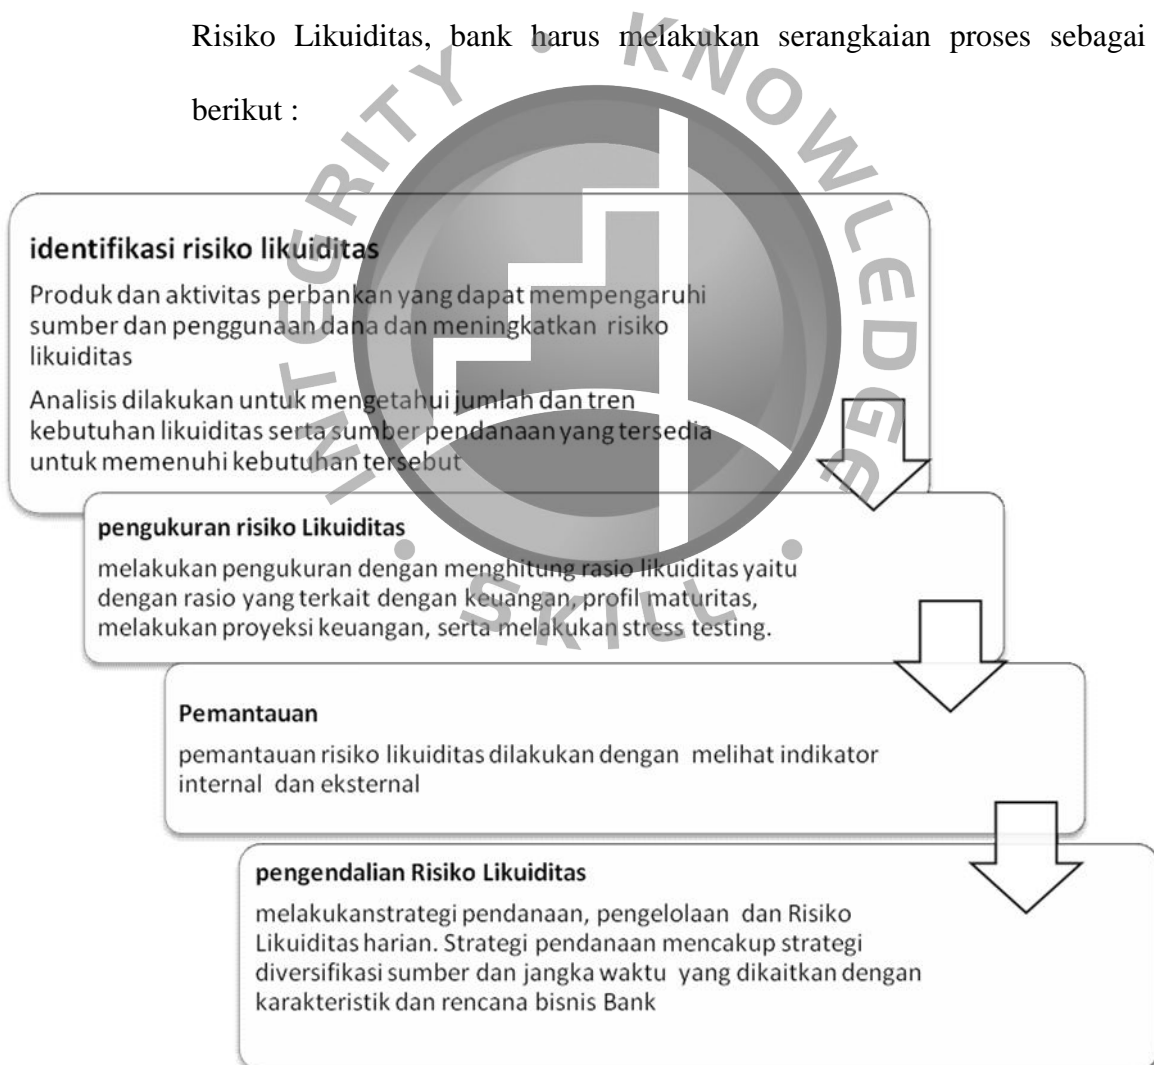 Risiko Likuiditas, bank harus melakukan serangkaian proses sebagai
berikut :
INTEGRITY • KNOWLEDGE • SKILL •
identifikasi risiko likuiditas
Produk dan aktivitas perbankan yang dapat mempengaruhi
sumber dan penggunaan dana dan meningkatkan risiko
likuiditas
Analisis dilakukan untuk mengetahui jumlah dan tren
kebutuhan likuiditas serta sumber pendanaan yang tersedia
untuk memenuhi kebutuhan tersebut
pengukuran risiko Likuiditas
melakukan pengukuran dengan menghitung rasio likuiditas yaitu
dengan rasio yang terkait dengan keuangan, profil maturitas,
melakukan proyeksi keuangan, serta melakukan stress testing.
Pemantauan
pemantauan risiko likuiditas dilakukan dengan melihat indikator
internal dan eksternal
pengendalian Risiko Likuiditas
melakukanstrategi pendanaan, pengelolaan dan Risiko
Likuiditas harian. Strategi pendanaan mencakup strategi
diversifikasi sumber dan jangka waktu yang dikaitkan dengan
karakteristik dan rencana bisnis Bank